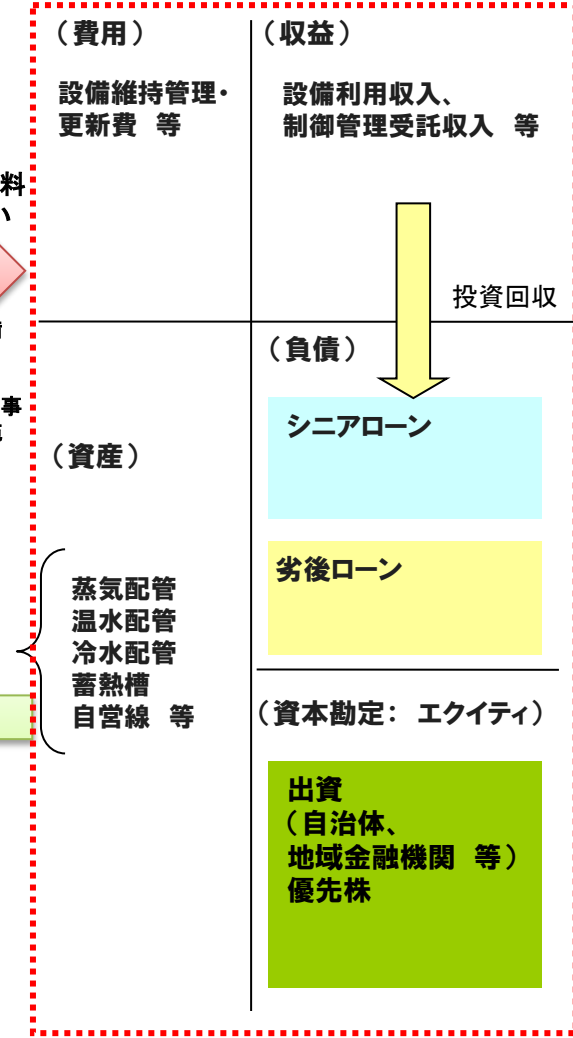 （費用）
（収益）
設備維持管理・
更新費 等
設備利用収入、
制御管理受託収入 等
料
投資回収
（負債）
事
シニアローン
（資産）
劣後ローン
蒸気配管
温水配管
冷水配管
蓄熱槽
自営線 等
（資本勘定： エクイティ）
出資
（自治体、
地域金融機関 等）
優先株